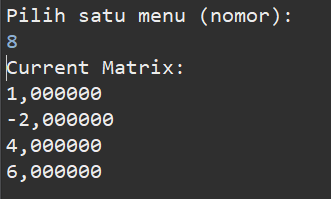 Pilih satu menu (nomor):
8
Current Matrix:
1,000000
-2,000000
4,000000
6,000000